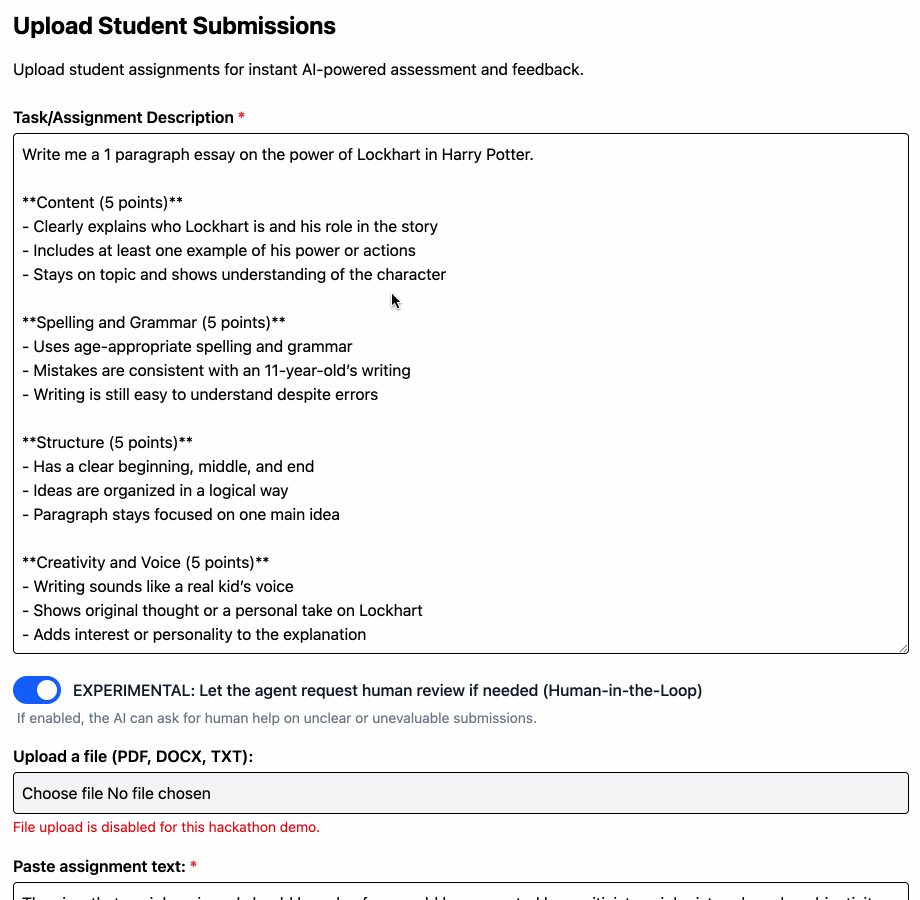 Upload Student Submissions
Upload student assignments for instant AI-powered assessment and feedback.
Task/Assignment Description *
Write me a 1 paragraph essay on the power of Lockhart in Harry Potter.
**Content (5 points)**
- Clearly explains who Lockhart is and his role in the story
- Includes at least one example of his power or actions
- Stays on topic and shows understanding of the character
**Spelling and Grammar (5 points)**
- Uses age-appropriate spelling and grammar
- Mistakes are consistent with an 11-year-old's writing
- Writing is still easy to understand despite errors
**Structure (5 points)**
- Has a clear beginning, middle, and end
- Ideas are organized in a logical way
- Paragraph stays focused on one main idea
**Creativity and Voice (5 points)**
- Writing sounds like a real kid's voice
- Shows original thought or a personal take on Lockhart
- Adds interest or personality to the explanation
EXPERIMENTAL: Let the agent request human review if needed (Human-in-the-Loop)
If enabled, the AI can ask for human help on unclear or unevaluable submissions.
Upload a file (PDF, DOCX, TXT):
Choose file No file chosen
File upload is disabled for this hackathon demo.
Paste assignment text: *